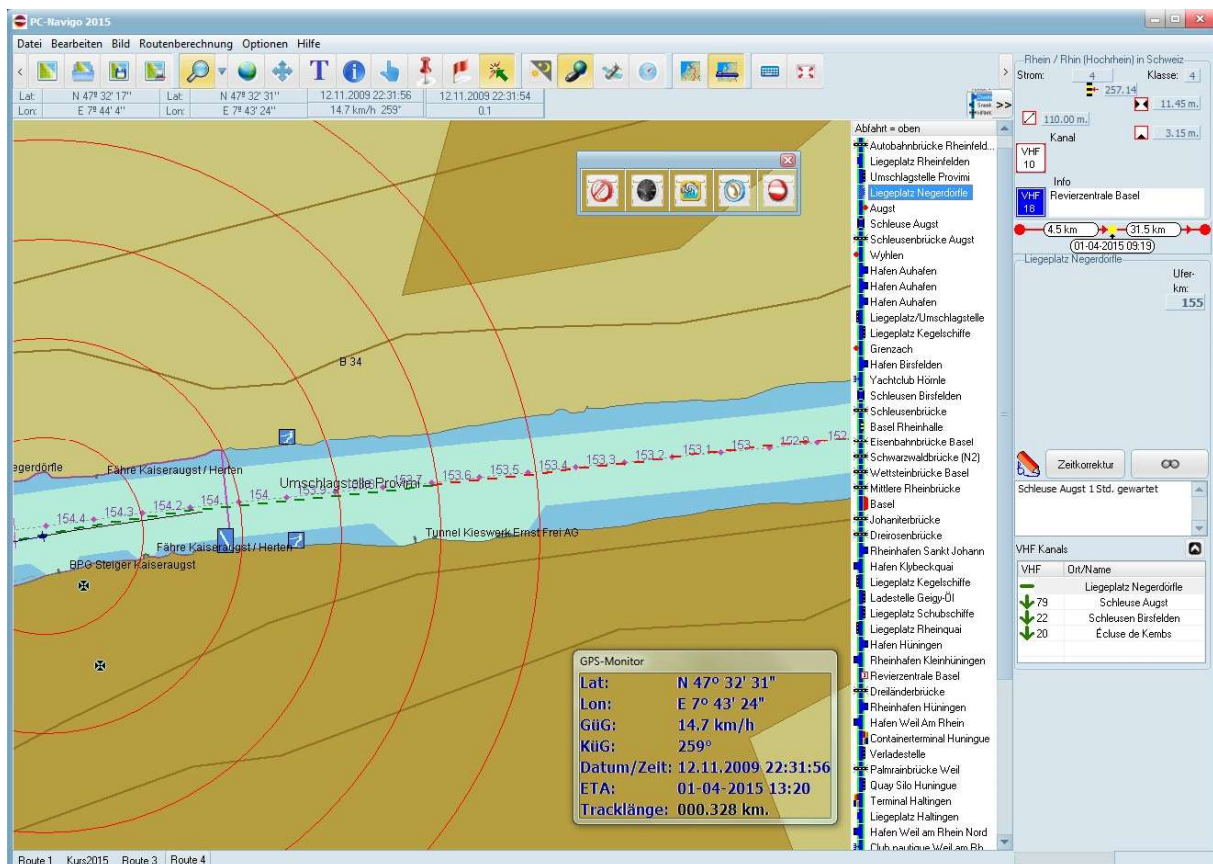 PC-Navigo 2015
Datei Bearbeiten Bild Routenberechnung Optionen Hilfe
Lat: N 47º 32' 17" Lat: N 47º 32' 31" 12.11.2009 22:31:56 12.11.2009 22:31:54
Lon: E 7º 44' 4" Lon: E 7º 43' 24" 14.7 km/h 259° 0.1
>>
B 34
egerdörfle
Fähre Kaiseraugst / Herten
Umschlagstelle Provimi
154.4 154.3 154.2 154. 154. 153.9 153.7 153.6 153.5 153.4 153.3 153.2 153.1 153. 152.9 152.
Fähre Kaiseraugst / Herten
Tunnel Kieswerk Ernst Frei AG
BPG Steiger Kaiseraugst
GPS-Monitor
Lat: N 47º 32' 31"
Lon: E 7º 43' 24"
GüG: 14.7 km/h
KüG: 259°
Datum/Zeit: 12.11.2009 22:31:56
ETA: 01-04-2015 13:20
Tracklänge: 000.328 km.
Abfahrt = oben
Autobahnbrücke Rheinfeld...
Liegeplatz Rheinfelden
Umschlagstelle Provimi
Liegeplatz Negerdörfle
Augst
Schleuse Augst
Schleusenbrücke Augst
Wyhlen
Hafen Auhafen
Hafen Auhafen
Hafen Auhafen
Liegeplatz/Umschlagstelle
Liegeplatz Kegelschiffe
Grenzach
Hafen Birsfelden
Yachtclub Hörnle
Schleusen Birsfelden
Schleusenbrücke
Basel Rheinhalle
Eisenbahnbrücke Basel
Schwarzwaldbrücke (N2)
Wettsteinbrücke Basel
Mittlere Rheinbrücke
Basel
Johaniterbrücke
Dreirosenbrücke
Rheinhafen Sankt Johann
Hafen Klybeckquai
Liegeplatz Kegelschiffe
Ladestelle Geigy-Öl
Liegeplatz Schubschiffe
Liegeplatz Rheinquai
Hafen Hüningen
Rheinhafen Kleinhüningen
Revierzentrale Basel
Dreiländerbrücke
Rheinhafen Hüningen
Hafen Weil Am Rhein
Containerterminal Huningue
Verladestelle
Palmrainbrücke Weil
Quay Silo Huningue
Terminal Haltingen
Liegeplatz Haltingen
Hafen Weil am Rhein Nord
Club nautique Weil am Rh
Rhein / Rhin (Hochrhein) in Schweiz
Strom: 4 Klasse: 4
257.14
11.45 m.
110.00 m.
3.15 m.
Kanal
VHF 10
Info
VHF 18 Revierzentrale Basel
4.5 km 31.5 km
01-04-2015 09:19
Liegeplatz Negerdörfle
Ufer-
km:
155
Zeitkorrektur
Schleuse Augst 1 Std. gewartet
VHF Kanals
VHF Ort/Name
Liegeplatz Negerdörfle
79 Schleuse Augst
22 Schleusen Birsfelden
20 Écluse de Kembs
Route 1 Kurs2015 Route 3 Route 4